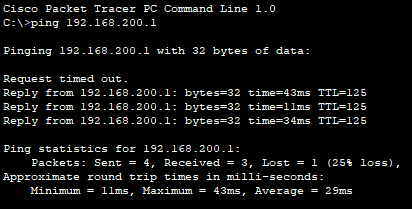 Cisco Packet Tracer PC Command Line 1.0
C:\>ping 192.168.200.1
Pinging 192.168.200.1 with 32 bytes of data:
Request timed out.
Reply from 192.168.200.1: bytes=32 time=43ms TTL=125
Reply from 192.168.200.1: bytes=32 time=11ms TTL=125
Reply from 192.168.200.1: bytes=32 time=34ms TTL=125
Ping statistics for 192.168.200.1:
Packets: Sent = 4, Received = 3, Lost = 1 (25% loss),
Approximate round trip times in milli-seconds:
Minimum = 11ms, Maximum = 43ms, Average = 29ms